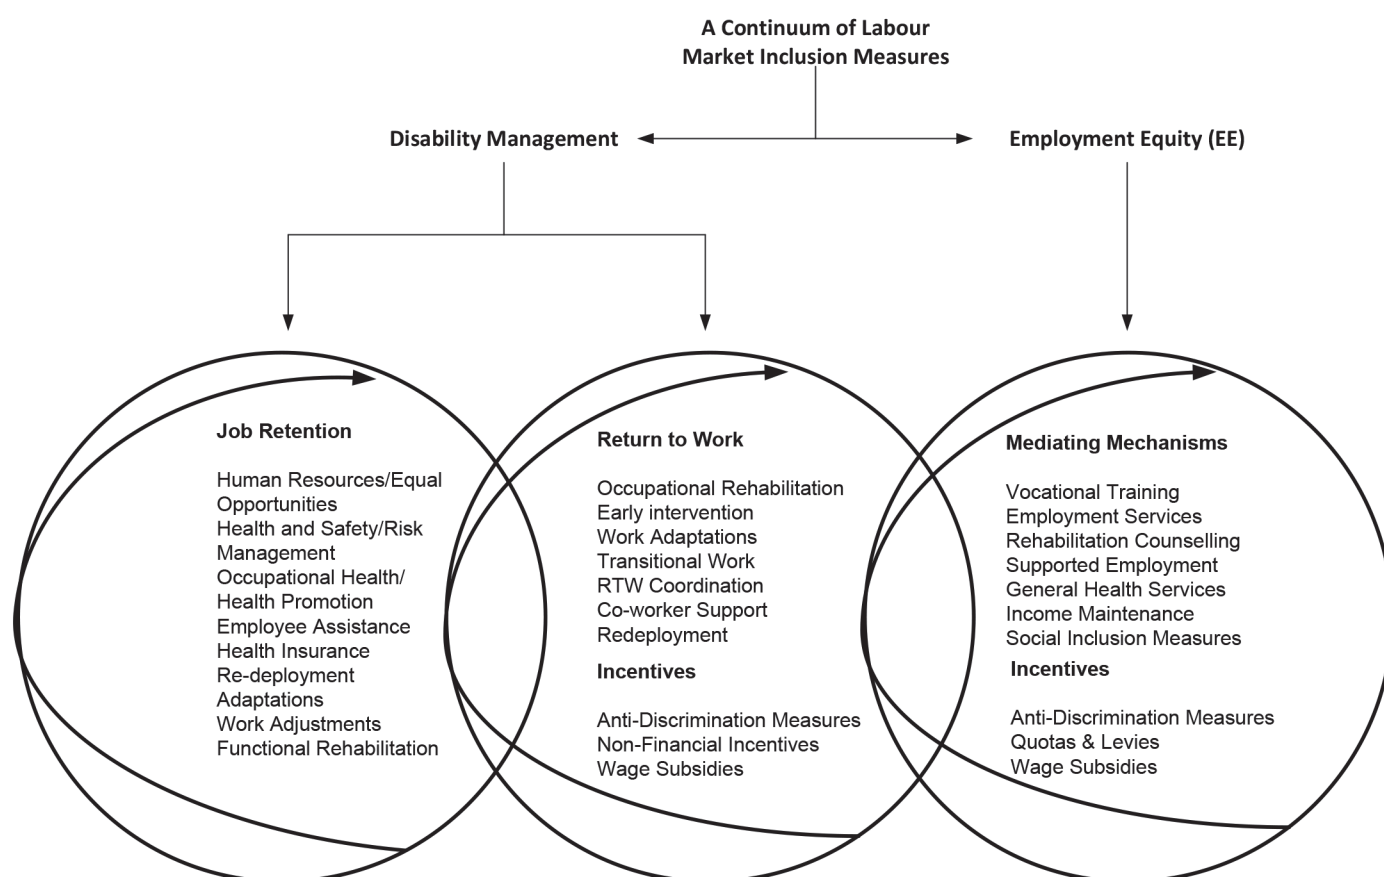 A Continuum of Labour
Market Inclusion Measures
Disability Management
Employment Equity (EE)
Job Retention
Human Resources/Equal
Opportunities
Health and Safety/Risk
Management
Occupational Health/
Health Promotion
Employee Assistance
Health Insurance
Re-deployment
Adaptations
Work Adjustments
Functional Rehabilitation
Return to Work
Occupational Rehabilitation
Early intervention
Work Adaptations
Transitional Work
RTW Coordination
Co-worker Support
Redeployment
Incentives
Anti-Discrimination Measures
Non-Financial Incentives
Wage Subsidies
Mediating Mechanisms
Vocational Training
Employment Services
Rehabilitation Counselling
Supported Employment
General Health Services
Income Maintenance
Social Inclusion Measures
Incentives
Anti-Discrimination Measures
Quotas & Levies
Wage Subsidies